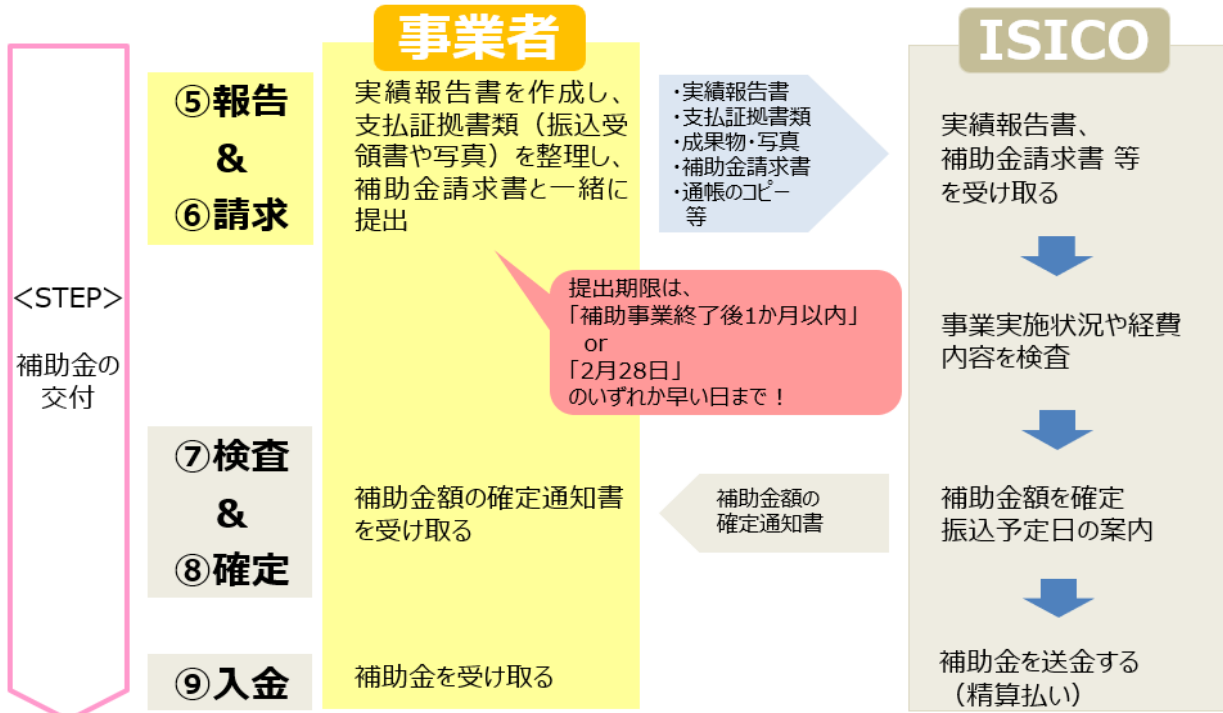 事業者
ISICO
<STEP>
補助金の
交付
⑤報告
&
⑥請求
実績報告書を作成し、
支払証拠書類（振込受
領書や写真）を整理し、
補助金請求書と一緒に
提出
・実績報告書
・支払証拠書類
・成果物・写真
・補助金請求書
・通帳のコピー
等
実績報告書、
補助金請求書 等
を受け取る
提出期限は、
「補助事業終了後1か月以内」
or
「2月28日」
のいずれか早い日まで！
事業実施状況や経費
内容を検査
⑦検査
&
⑧確定
補助金額の確定通知書
を受け取る
補助金額の
確定通知書
補助金額を確定
振込予定日の案内
⑨入金
補助金を受け取る
補助金を送金する
（精算払い）